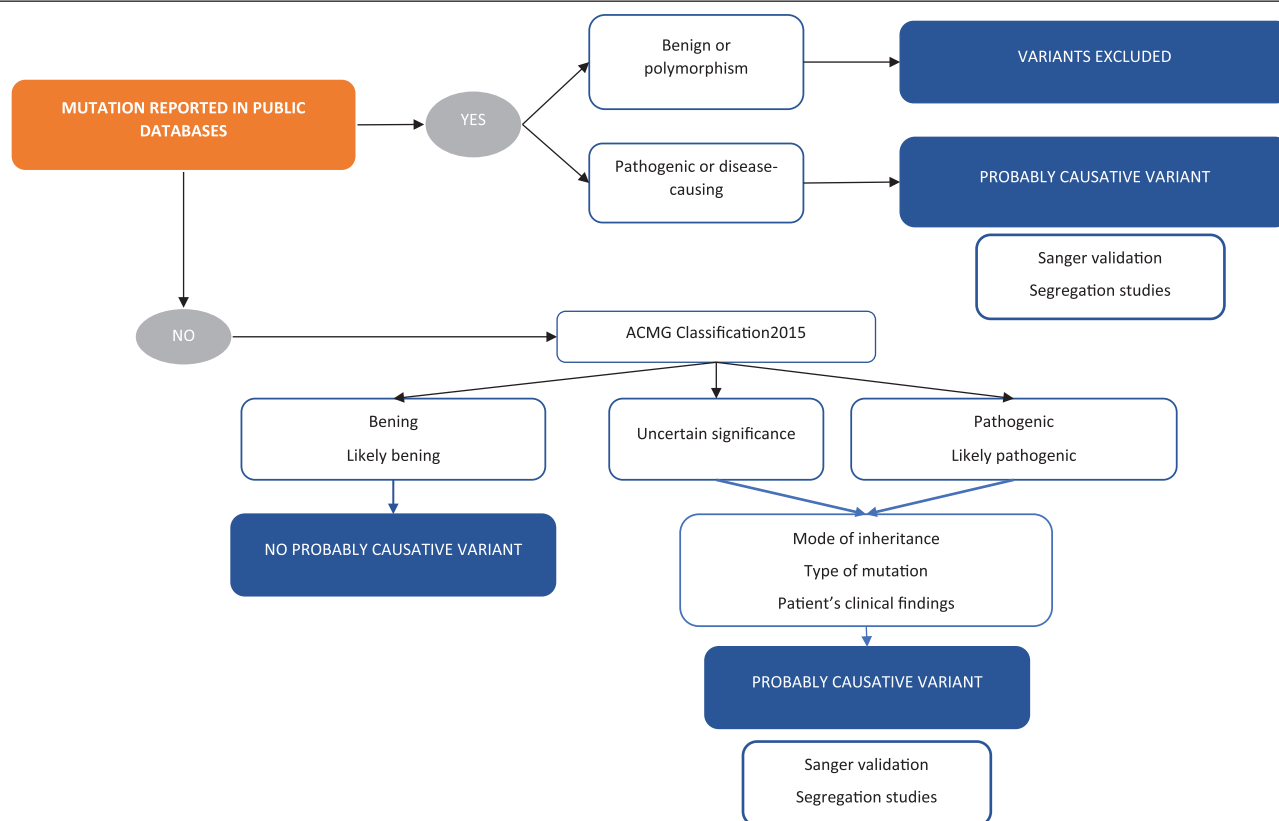 MUTATION REPORTED IN PUBLIC
DATABASES
YES
Benign or
polymorphism
VARIANTS EXCLUDED
Pathogenic or disease-
causing
PROBABLY CAUSATIVE VARIANT
Sanger validation
Segregation studies
NO
ACMG Classification2015
Bening
Likely bening
Uncertain significance
Pathogenic
Likely pathogenic
NO PROBABLY CAUSATIVE VARIANT
Mode of inheritance
Type of mutation
Patient’s clinical findings
PROBABLY CAUSATIVE VARIANT
Sanger validation
Segregation studies